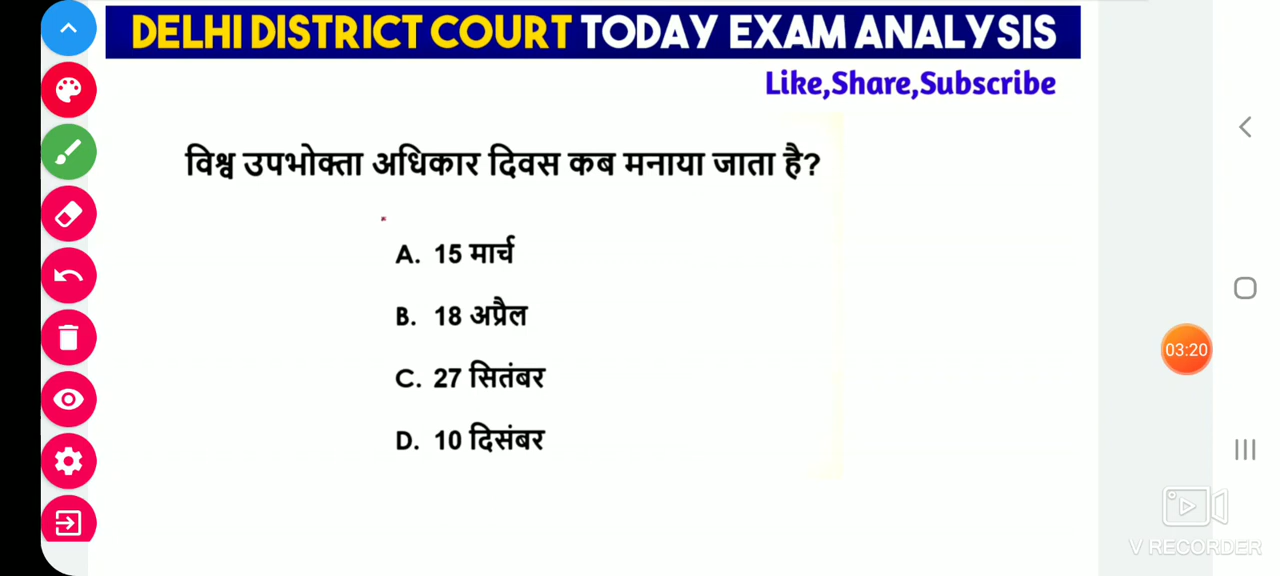 DELHI DISTRICT COURT TODAY EXAM ANALYSIS
Like,Share,Subscribe
विश्व उपभोक्ता अधिकार दिवस कब मनाया जाता है?
A. 15 मार्च
B. 18 अप्रैल
C. 27 सितंबर
03:20
D. 10 दिसंबर
V RECORDER